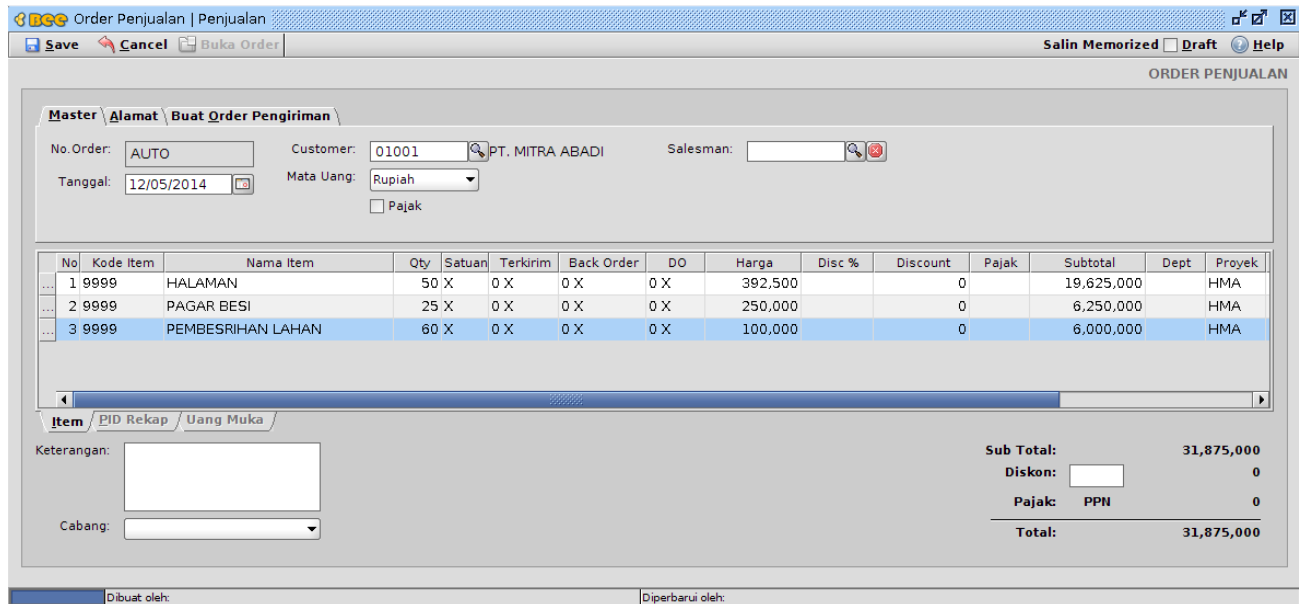 Bee Order Penjualan | Penjualan
Save Cancel Buka Order Salin Memorized Draft Help
ORDER PENJUALAN
Master Alamat Buat Order Pengiriman
No.Order: AUTO Customer: 01001 PT. MITRA ABADI Salesman:
Tanggal: 12/05/2014 Mata Uang: Rupiah
Pajak
No Kode Item Nama Item Qty Satuan Terkirim Back Order DO Harga Disc % Discount Pajak Subtotal Dept Proyek
... 1 9999 HALAMAN 50 X 0 X 0 X 0 X 392,500 0 19,625,000 HMA
... 2 9999 PAGAR BESI 25 X 0 X 0 X 0 X 250,000 0 6,250,000 HMA
... 3 9999 PEMBESRIHAN LAHAN 60 X 0 X 0 X 0 X 100,000 0 6,000,000 HMA
Item PID Rekap Uang Muka
Keterangan: Sub Total: 31,875,000
Diskon: 0
Pajak: PPN 0
Cabang: Total: 31,875,000
Dibuat oleh: Diperbarui oleh: